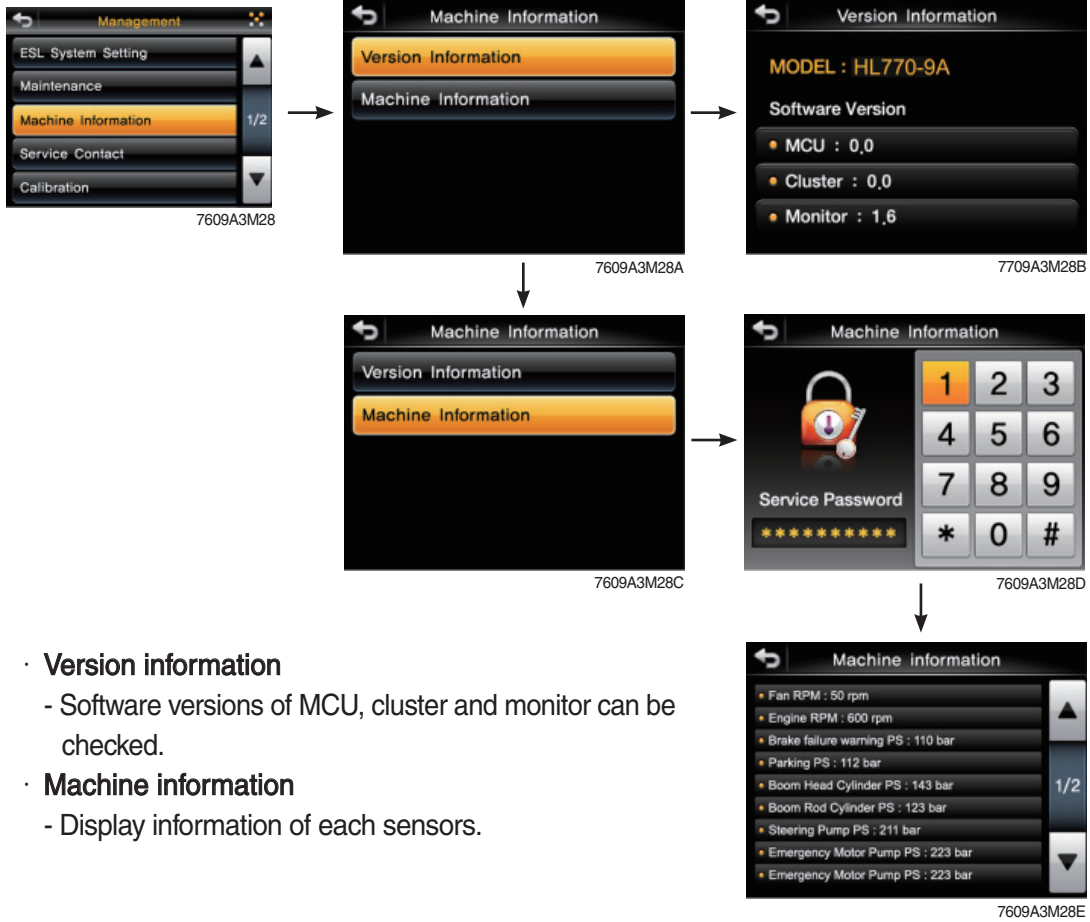 Management
ESL System Setting
Maintenance
Machine Information
1/2
Service Contact
Calibration
7609A3M28
Machine Information
Version Information
Machine Information
7609A3M28A
Version Information
MODEL : HL770-9A
Software Version
• MCU : 0.0
• Cluster : 0.0
• Monitor : 1.6
7709A3M28B
Machine Information
Version Information
Machine Information
7609A3M28C
Machine Information
1 2 3
4 5 6
7 8 9
* 0 #
Service Password
**********
7609A3M28D
· Version information
- Software versions of MCU, cluster and monitor can be
checked.
· Machine information
- Display information of each sensors.
Machine information
• Fan RPM : 50 rpm
• Engine RPM : 600 rpm
• Brake failure warning PS : 110 bar
• Parking PS : 112 bar
• Boom Head Cylinder PS : 143 bar
• Boom Rod Cylinder PS : 123 bar
• Steering Pump PS : 211 bar
• Emergency Motor Pump PS : 223 bar
• Emergency Motor Pump PS : 223 bar
1/2
7609A3M28E